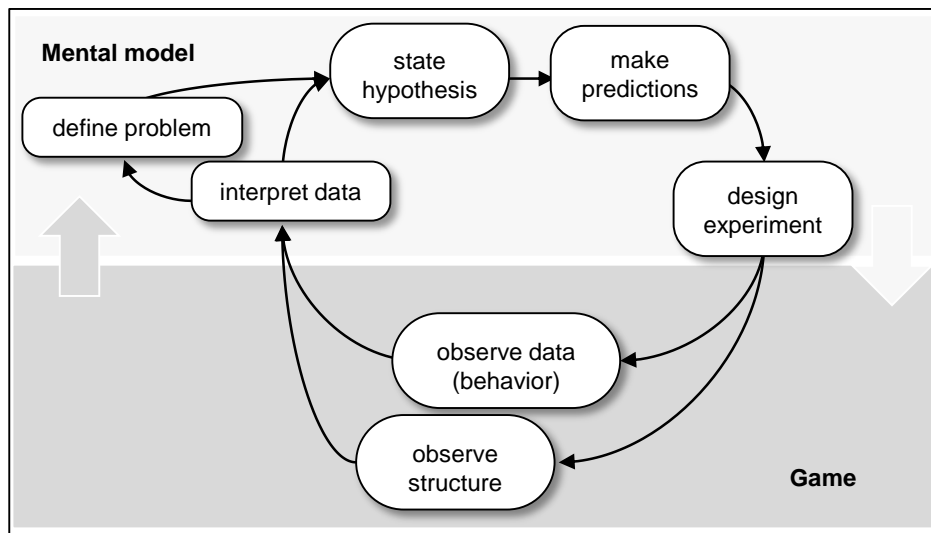 Mental model
state
hypothesis
make
predictions
define problem
interpret data
design
experiment
observe data
(behavior)
observe
structure
Game